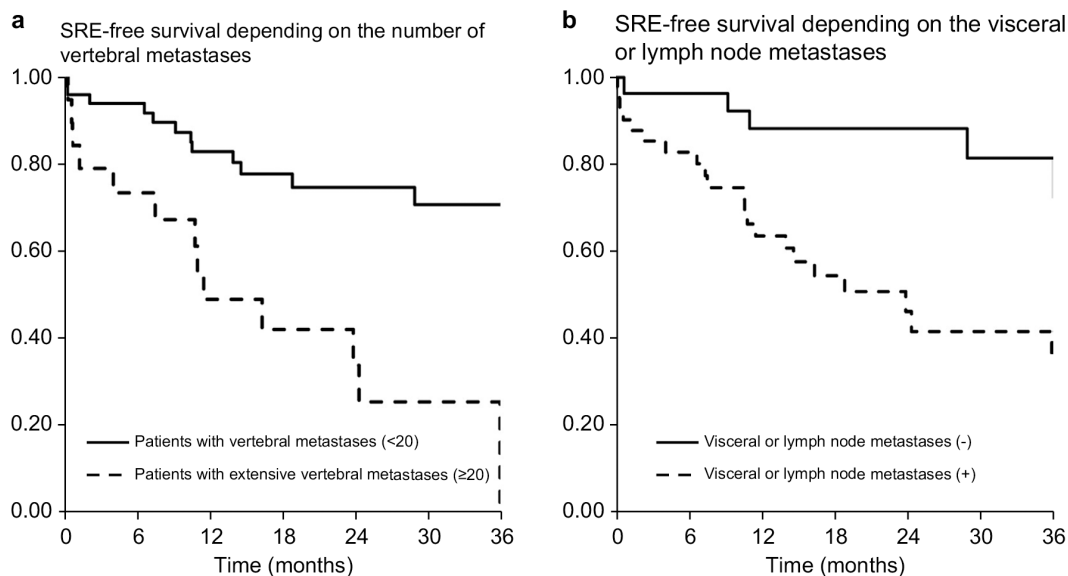 a
SRE-free survival depending on the number of
vertebral metastases
1.00
0.80
0.60
0.40
0.20
0.00
Patients with vertebral metastases (<20)
Patients with extensive vertebral metastases (≥20)
0 6 12 18 24 30 36
Time (months)
b
SRE-free survival depending on the visceral
or lymph node metastases
1.00
0.80
0.60
0.40
0.20
0.00
Visceral or lymph node metastases (-)
Visceral or lymph node metastases (+)
0 6 12 18 24 30 36
Time (months)